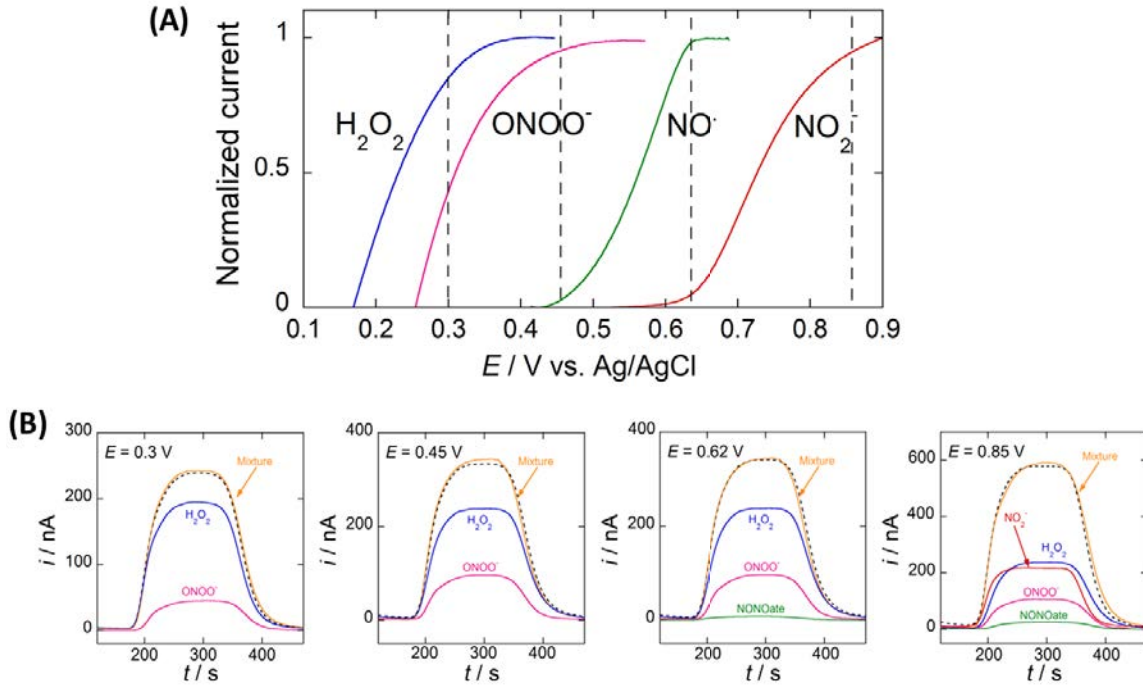 (A)
Normalized current
1
0.5
0
H₂O₂
ONOO⁻
NO·
NO₂⁻
0.1 0.2 0.3 0.4 0.5 0.6 0.7 0.8 0.9
E / V vs. Ag/AgCl
(B)
i / nA
300
200
100
0
E = 0.3 V
Mixture
H₂O₂
ONOO⁻
200 300 400
t / s
i / nA
400
200
0
E = 0.45 V
Mixture
H₂O₂
ONOO⁻
200 300 400
t / s
i / nA
400
200
0
E = 0.62 V
Mixture
H₂O₂
ONOO⁻
NONOate
200 300 400
t / s
i / nA
600
400
200
0
E = 0.85 V
Mixture
NO₂⁻
H₂O₂
ONOO⁻
NONOate
200 300 400
t / s